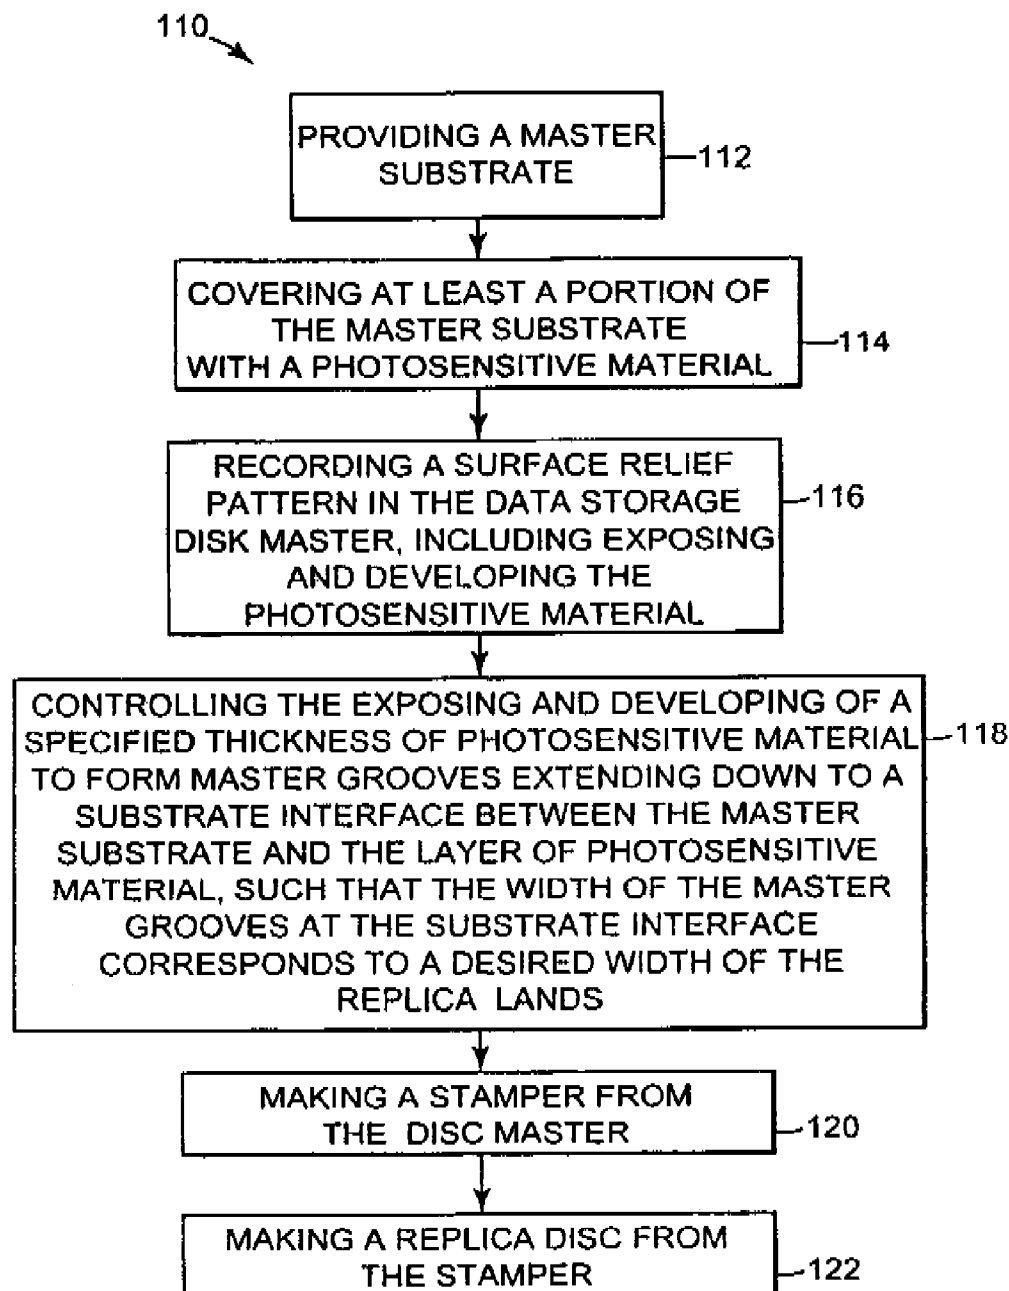 110
PROVIDING A MASTER
SUBSTRATE
112
COVERING AT LEAST A PORTION OF
THE MASTER SUBSTRATE
WITH A PHOTOSENSITIVE MATERIAL
114
RECORDING A SURFACE RELIEF
PATTERN IN THE DATA STORAGE
DISK MASTER, INCLUDING EXPOSING
AND DEVELOPING THE
PHOTOSENSITIVE MATERIAL
116
CONTROLLING THE EXPOSING AND DEVELOPING OF A
SPECIFIED THICKNESS OF PHOTOSENSITIVE MATERIAL
TO FORM MASTER GROOVES EXTENDING DOWN TO A
SUBSTRATE INTERFACE BETWEEN THE MASTER
SUBSTRATE AND THE LAYER OF PHOTOSENSITIVE
MATERIAL, SUCH THAT THE WIDTH OF THE MASTER
GROOVES AT THE SUBSTRATE INTERFACE
CORRESPONDS TO A DESIRED WIDTH OF THE
REPLICA LANDS
118
MAKING A STAMPER FROM
THE DISC MASTER
120
MAKING A REPLICA DISC FROM
THE STAMPER
122